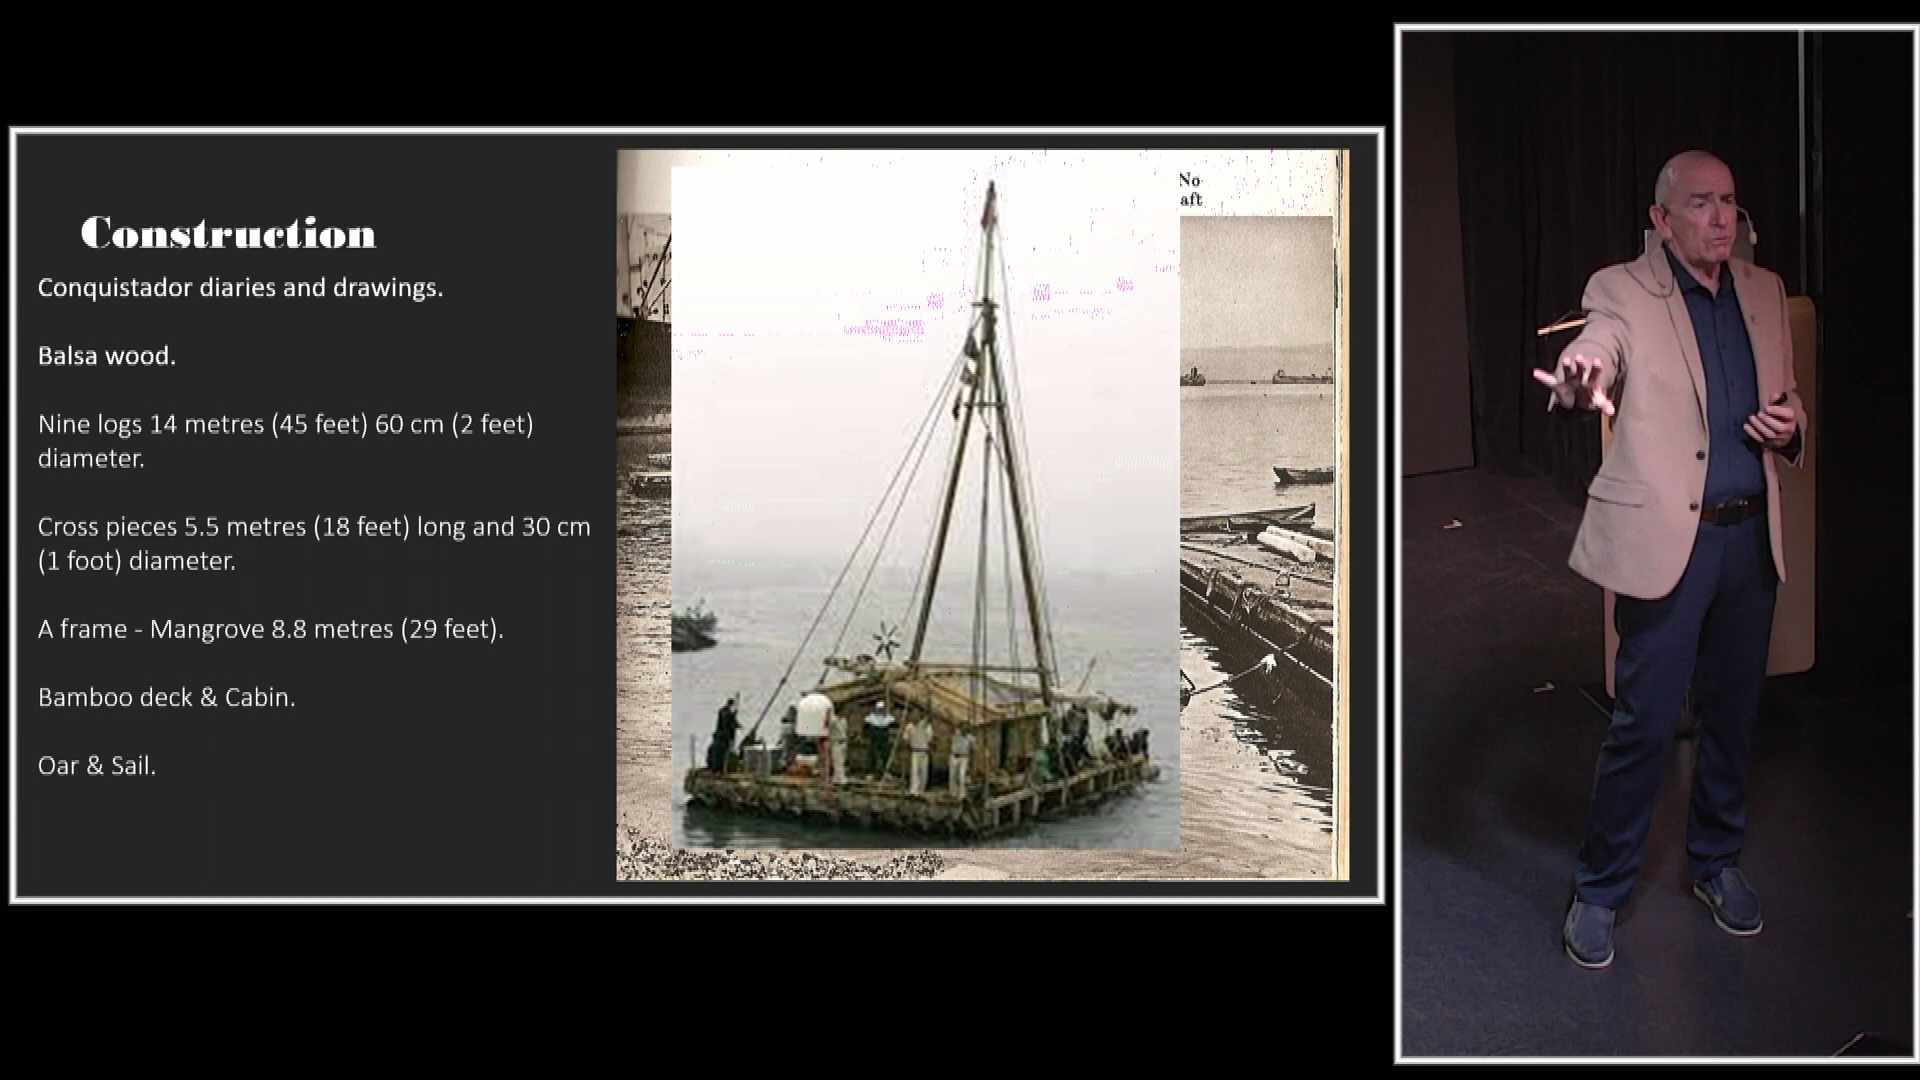 Construction
Conquistador diaries and drawings.
Balsa wood.
Nine logs 14 metres (45 feet) 60 cm (2 feet)
diameter.
Cross pieces 5.5 metres (18 feet) long and 30 cm
(1 foot) diameter.
A frame - Mangrove 8.8 metres (29 feet).
Bamboo deck & Cabin.
Oar & Sail.
No
aft